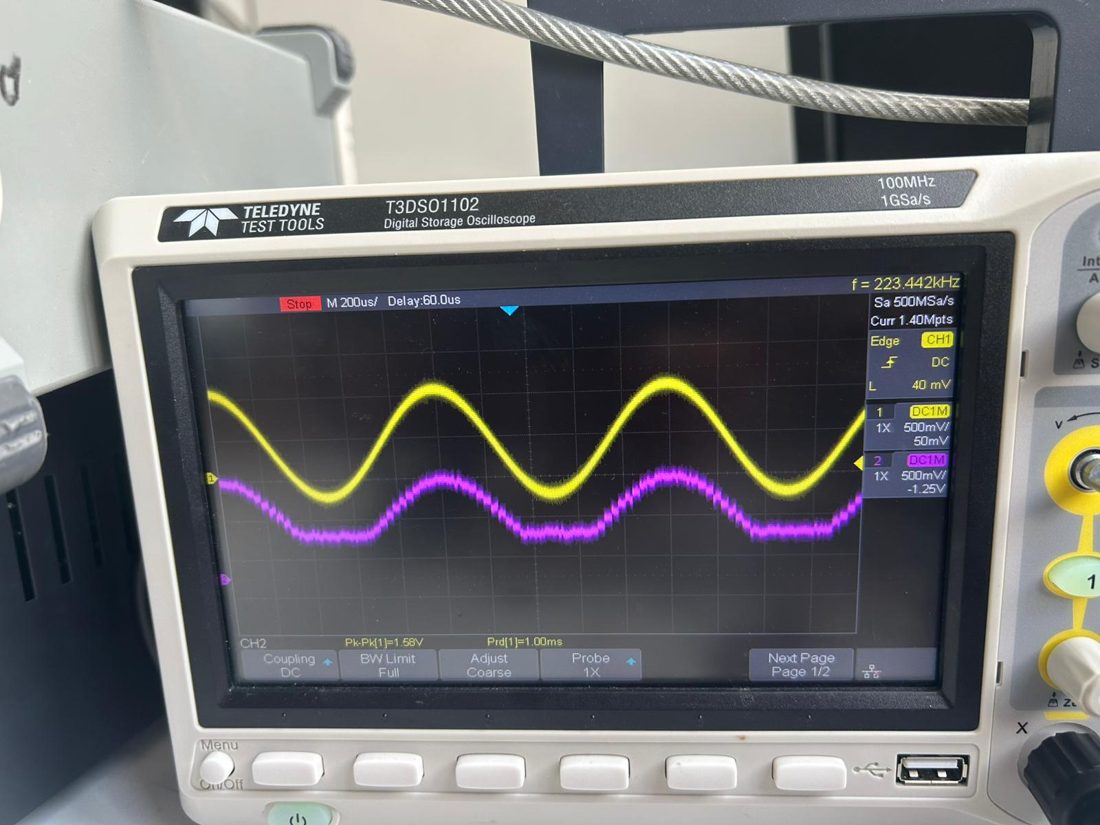 TELEDYNE
TEST TOOLS
T3DSO1102
Digital Storage Oscilloscope
100MHz
1GSa/s
f = 223.442kHz
Stop M 200us/ Delay:60.0us
Sa 500MSa/s
Curr 1.40Mpts
Edge CH1
DC
L 40 mV
1 DC1M
1X 500mV/
50mV
2 DC1M
1X 500mV/
-1.25V
CH2
Pk-Pk[1]=1.58V
Prd[1]=1.00ms
Coupling
DC
BW Limit
Full
Adjust
Coarse
Probe
1X
Next Page
Page 1/2
Menu
On/Off
V
1
X